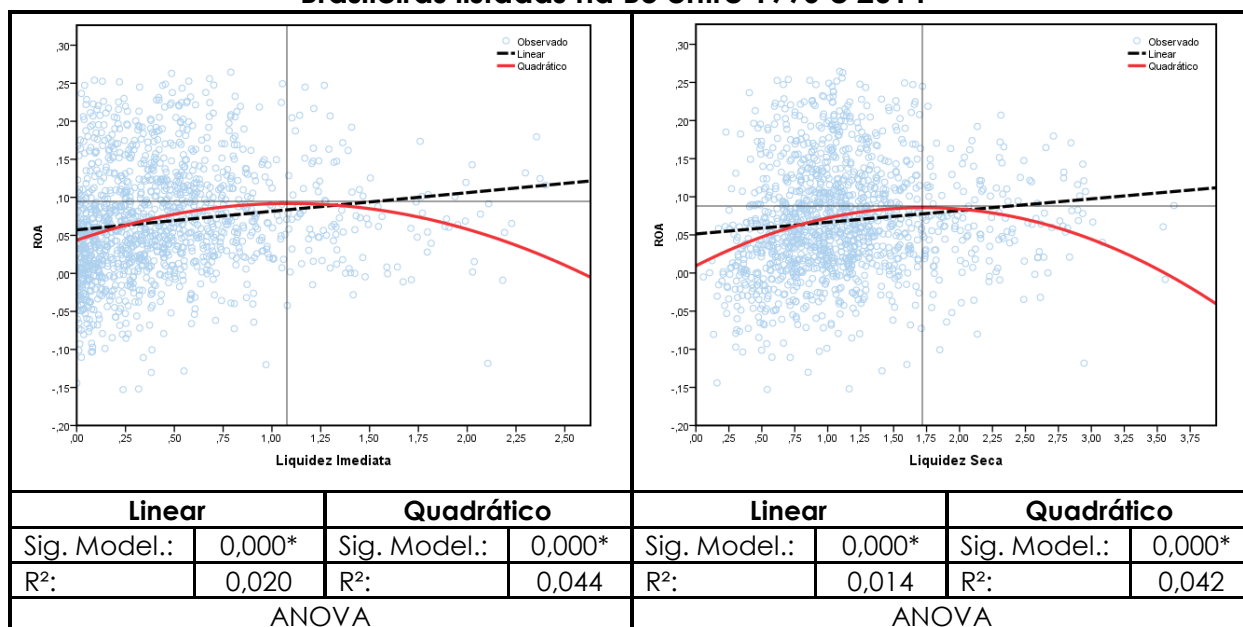 ,30
,25
,20
,15
,10
,05
,00
-,05
-,10
-,15
-,20
ROA
Observado
Linear
Quadrático
,00 ,25 ,50 ,75 1,00 1,25 1,50 1,75 2,00 2,25 2,50
Liquidez Imediata
,30
,25
,20
,15
,10
,05
,00
-,05
-,10
-,15
-,20
ROA
Observado
Linear
Quadrático
,00 ,25 ,50 ,75 1,00 1,25 1,50 1,75 2,00 2,25 2,50 2,75 3,00 3,25 3,50 3,75
Liquidez Seca
Linear Quadrático Linear Quadrático
Sig. Model.: 0,000* Sig. Model.: 0,000* Sig. Model.: 0,000* Sig. Model.: 0,000*
R²: 0,020 R²: 0,044 R²: 0,014 R²: 0,042
ANOVA ANOVA